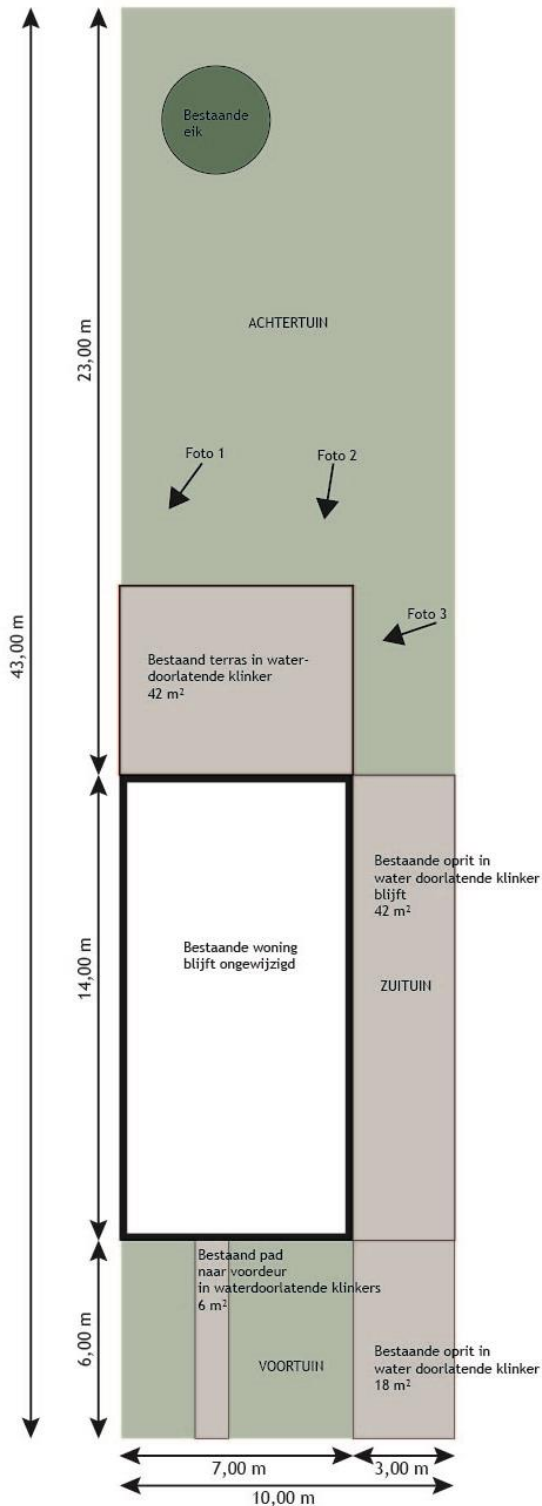 Bestaande
eik
ACHTERTUIN
23,00 m
Foto 1
Foto 2
Foto 3
43,00 m
Bestaand terras in water-
doorlatende klinker
42 m²
Bestaande oprit in
water doorlatende klinker
blijft
42 m²
Bestaande woning
blijft ongewijzigd
14,00 m
ZUITUIN
Bestaand pad
naar voordeur
in waterdoorlatende klinkers
6 m²
6,00 m
VOORTUIN
Bestaande oprit in
water doorlatende klinker
18 m²
7,00 m
3,00 m
10,00 m